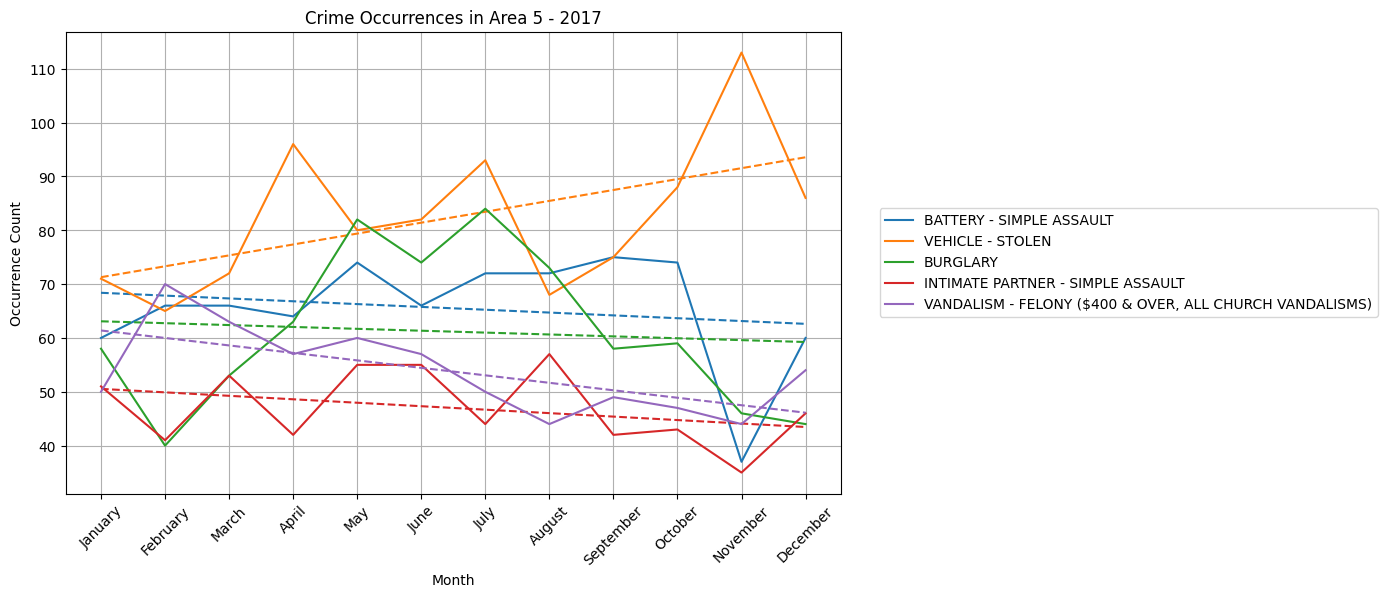 Crime Occurrences in Area 5 - 2017
Occurrence Count
110
100
90
80
70
60
50
40
January
February
March
April
May
June
July
August
September
October
November
December
Month
BATTERY - SIMPLE ASSAULT
VEHICLE - STOLEN
BURGLARY
INTIMATE PARTNER - SIMPLE ASSAULT
VANDALISM - FELONY ($400 & OVER, ALL CHURCH VANDALISMS)